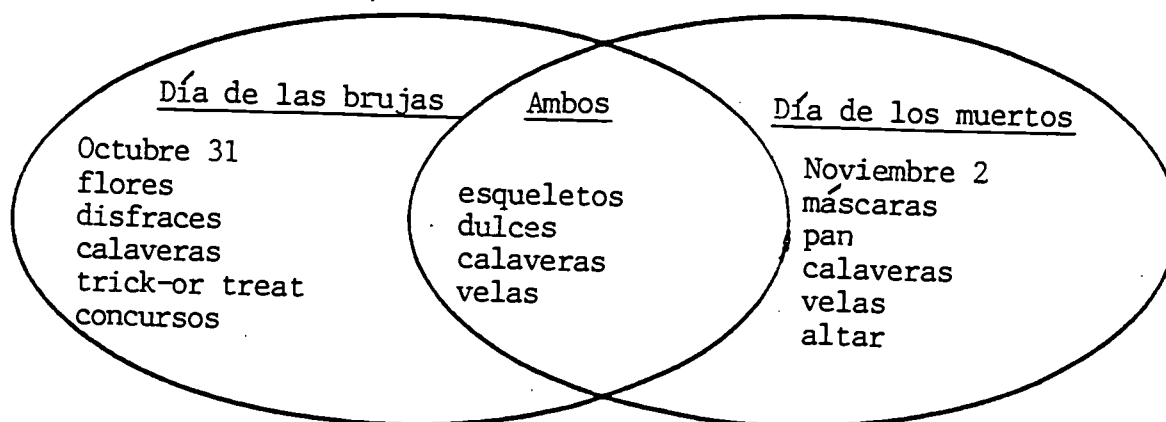 Día de las brujas
Octubre 31
flores
disfraces
calaveras
trick-or treat
concursos
Ambos
esqueletos
dulces
calaveras
velas
Día de los muertos
Noviembre 2
máscaras
pan
calaveras
velas
altar